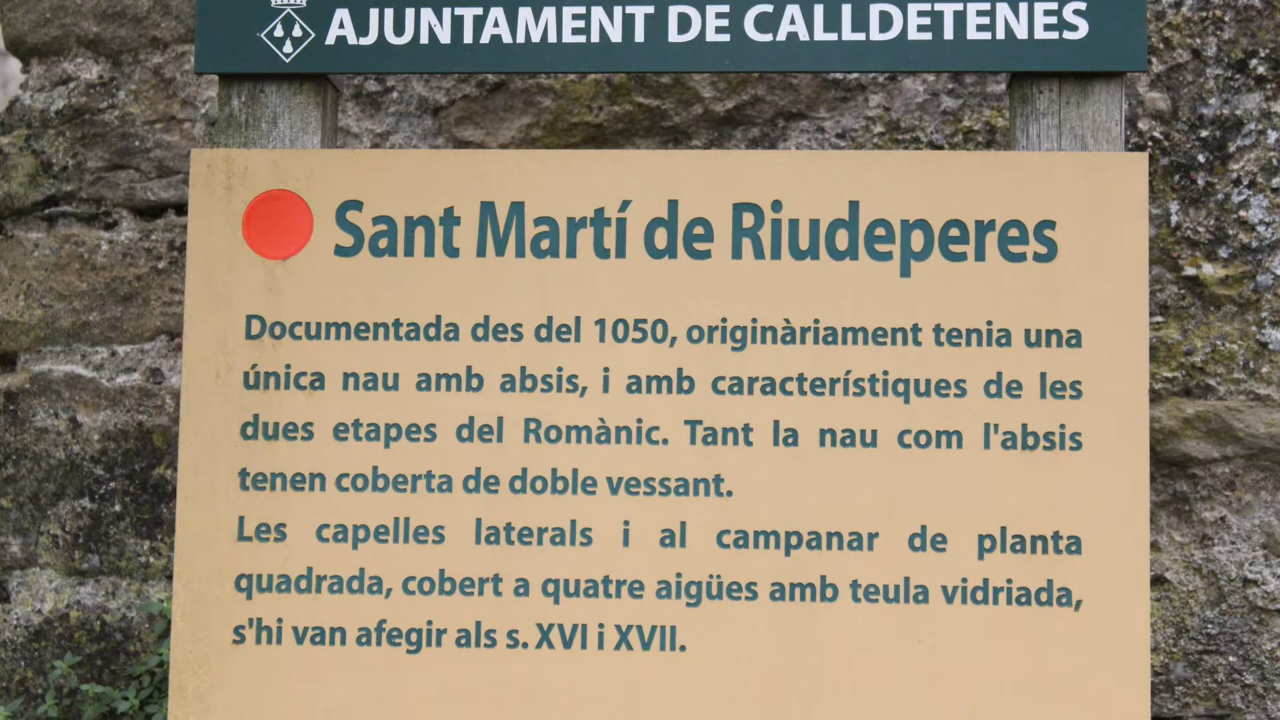 AJUNTAMENT DE CALLDETENES
Sant Martí de Riudeperes
Documentada des del 1050, originàriament tenia una
única nau amb absis, i amb característiques de les
dues etapes del Romànic. Tant la nau com l'absis
tenen coberta de doble vessant.
Les capelles laterals i al campanar de planta
quadrada, cobert a quatre aigües amb teula vidriada,
s'hi van afegir als s. XVI i XVII.